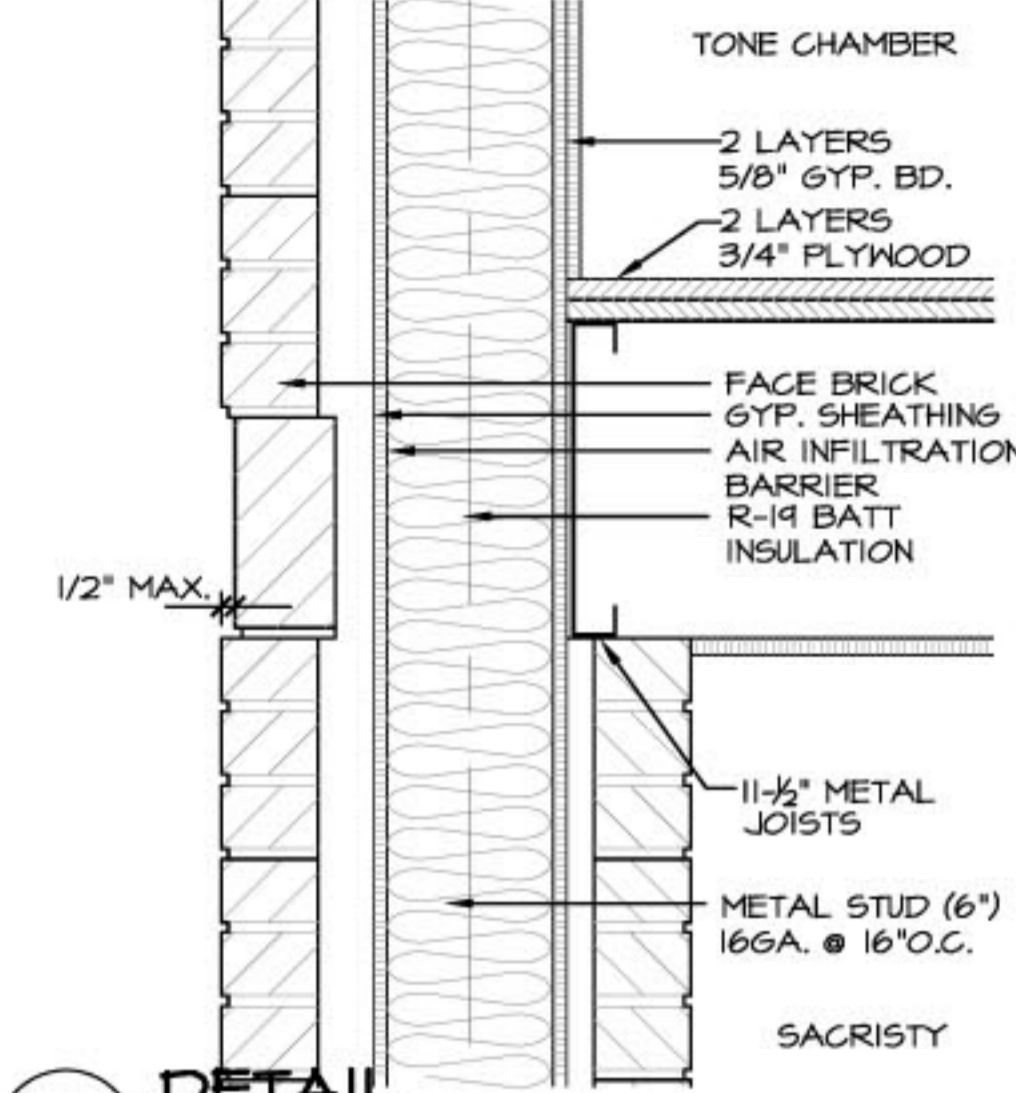 TONE CHAMBER
2 LAYERS
5/8" GYP. BD.
2 LAYERS
3/4" PLYWOOD
FACE BRICK
GYP. SHEATHING
AIR INFILTRATION
BARRIER
R-19 BATT
INSULATION
1/2" MAX.
11-1/2" METAL
JOISTS
METAL STUD (6")
16GA. @ 16"O.C.
SACRISTY
DETAIL